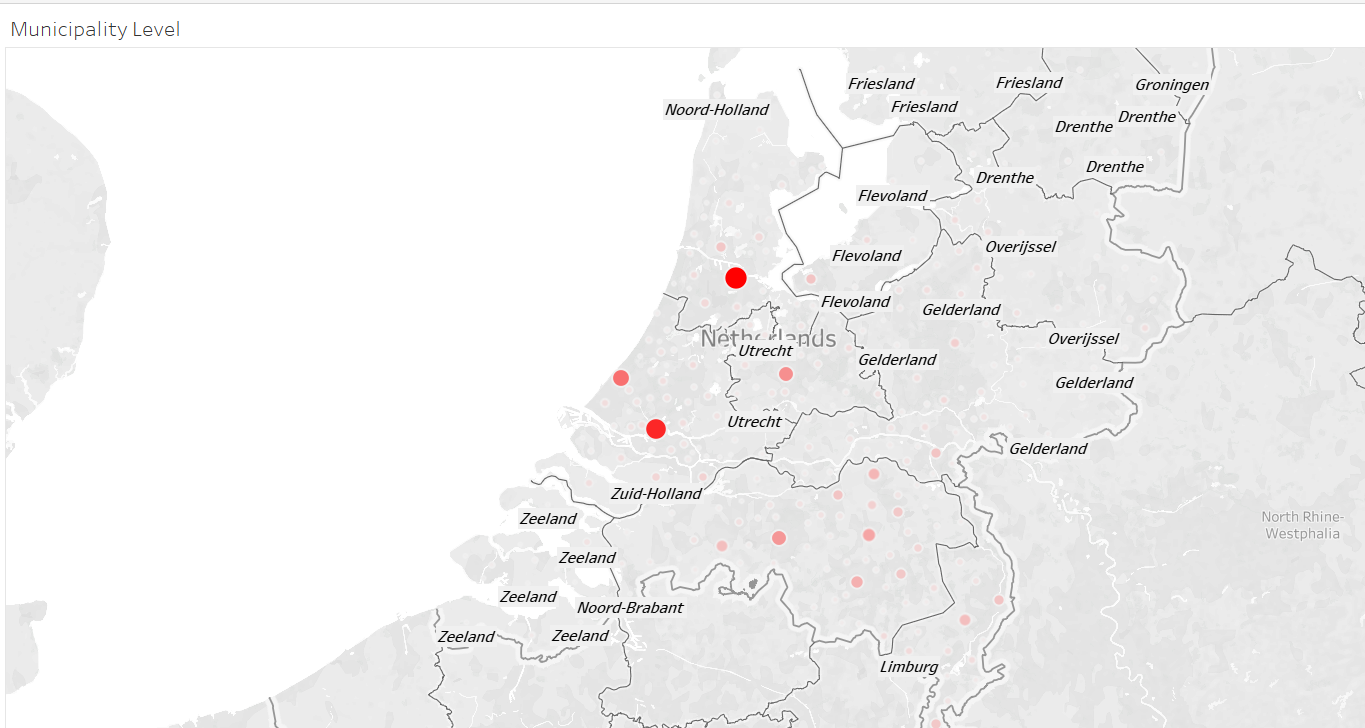 Municipality Level
Friesland
Friesland
Groningen
Noord-Holland
Friesland
Drenthe
Drenthe
Drenthe
Drenthe
Flevoland
Overijssel
Flevoland
Flevoland
Gelderland
Netherlands
Utrecht
Overijssel
Gelderland
Gelderland
Utrecht
Gelderland
Zuid-Holland
Zeeland
North Rhine-
Westphalia
Zeeland
Zeeland
Noord-Brabant
Zeeland
Zeeland
Limburg